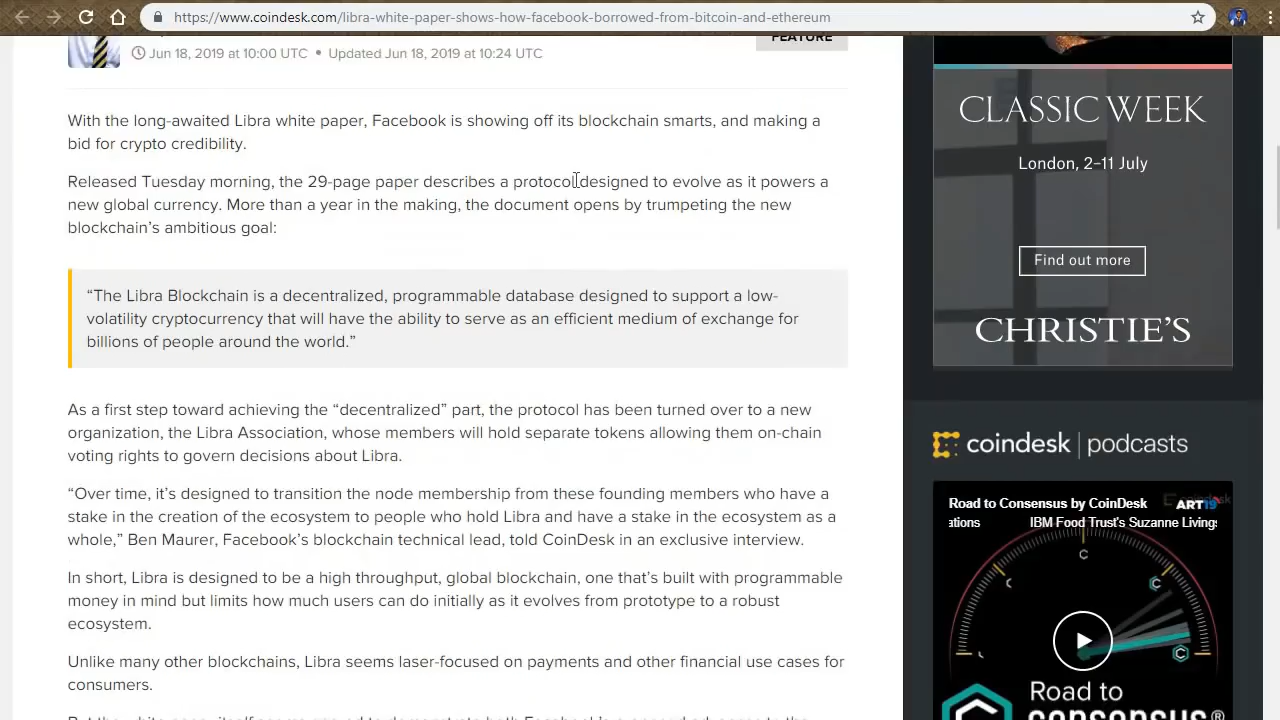 https://www.coindesk.com/libra-white-paper-shows-how-facebook-borrowed-from-bitcoin-and-ethereum
Jun 18, 2019 at 10:00 UTC • Updated Jun 18, 2019 at 10:24 UTC
FEATURE
With the long-awaited Libra white paper, Facebook is showing off its blockchain smarts, and making a
bid for crypto credibility.
Released Tuesday morning, the 29-page paper describes a protocol designed to evolve as it powers a
new global currency. More than a year in the making, the document opens by trumpeting the new
blockchain’s ambitious goal:
“The Libra Blockchain is a decentralized, programmable database designed to support a low-
volatility cryptocurrency that will have the ability to serve as an efficient medium of exchange for
billions of people around the world.”
As a first step toward achieving the “decentralized” part, the protocol has been turned over to a new
organization, the Libra Association, whose members will hold separate tokens allowing them on-chain
voting rights to govern decisions about Libra.
“Over time, it’s designed to transition the node membership from these founding members who have a
stake in the creation of the ecosystem to people who hold Libra and have a stake in the ecosystem as a
whole,” Ben Maurer, Facebook’s blockchain technical lead, told CoinDesk in an exclusive interview.
In short, Libra is designed to be a high throughput, global blockchain, one that’s built with programmable
money in mind but limits how much users can do initially as it evolves from prototype to a robust
ecosystem.
Unlike many other blockchains, Libra seems laser-focused on payments and other financial use cases for
consumers.
CLASSIC WEEK
London, 2–11 July
Find out more
CHRISTIE’S
coindesk | podcasts
Road to Consensus by CoinDesk
ART19
ations IBM Food Trust's Suzanne Livings
Road to
consensus®